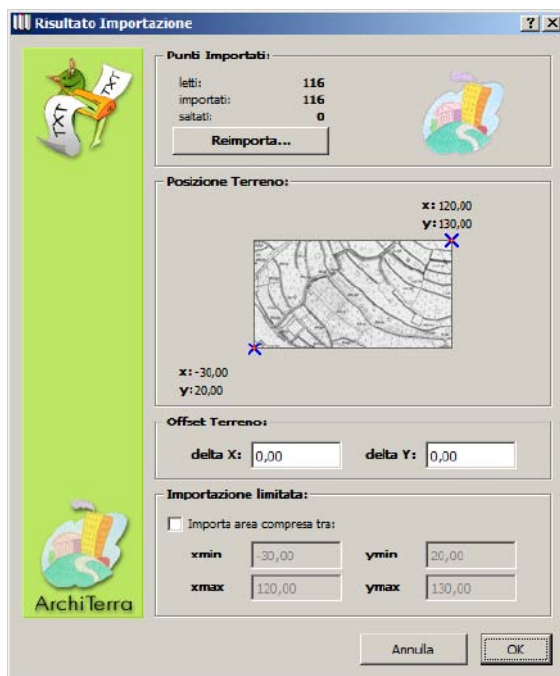 Risultato Importazione
TXT
TXT
Punti Importati:
letti: 116
importati: 116
saltati: 0
Reimporta...
Posizione Terreno:
x: 120,00
y: 130,00
x: -30,00
y: 20,00
Offset Terreno:
delta X: 0,00 delta Y: 0,00
Importazione limitata:
Importa area compresa tra:
xmin -30,00 ymin 20,00
xmax 120,00 ymax 130,00
ArchiTerra
Annulla OK